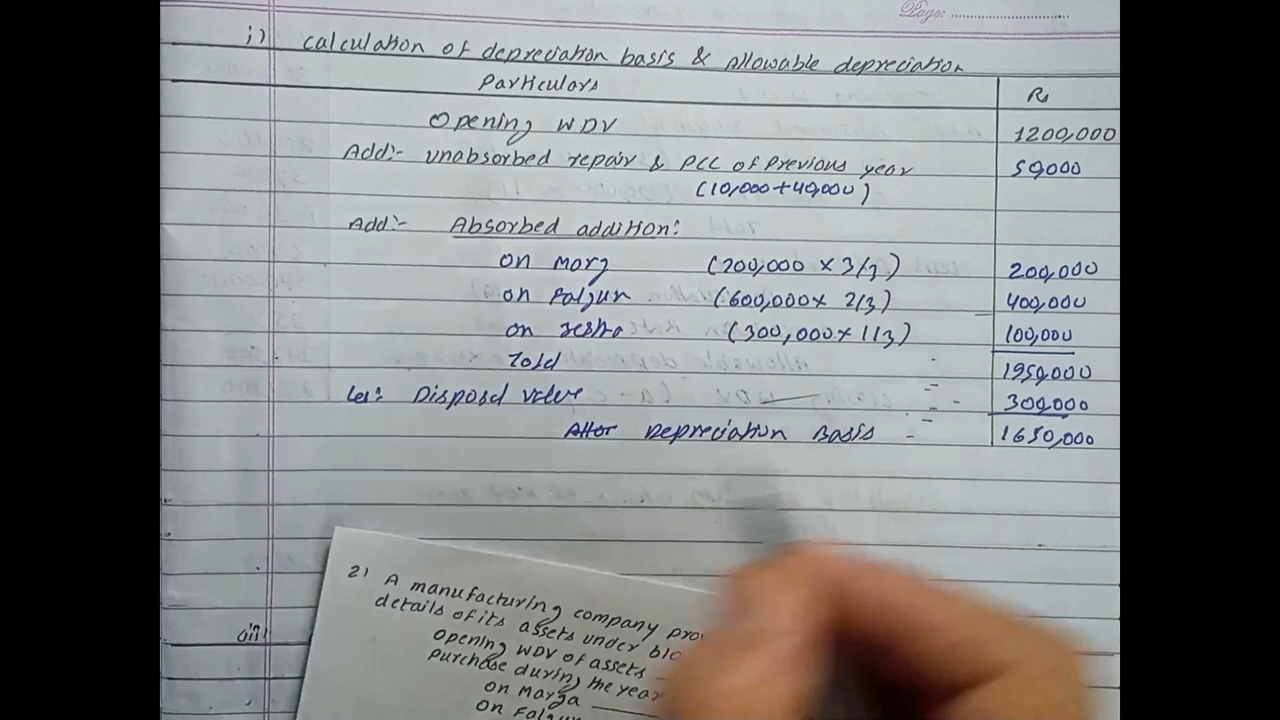 Page: ..............................
i) Calculation of depreciation basis & Allowable depreciation
Particulars Rs
Opening WDV 1200,000
Add:- unabsorbed repair & PCC of Previous year 50,000
(10,000+40,000)
Add:- Absorbed addition:
on Marg (200,000 × 3/3) 200,000
on Falgun (600,000 × 2/3) 400,000
on Jestha (300,000 × 1/3) 100,000
Total 1950,000
Les: Disposal value 300,000
Depreciation Basis 1650,000
2) A manufacturing company pro
details of its assets under blo
opening WDV of assets
purchase during the year
on Marga
on Falgun